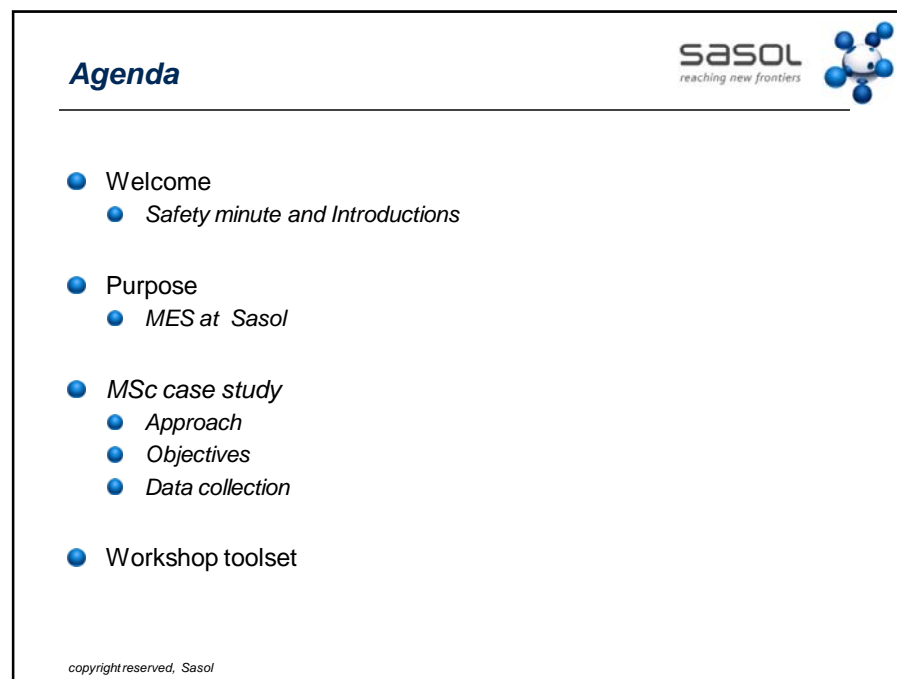 Agenda
sasol
reaching new frontiers
Welcome
Safety minute and Introductions
Purpose
MES at Sasol
MSc case study
Approach
Objectives
Data collection
Workshop toolset
copyright reserved, Sasol